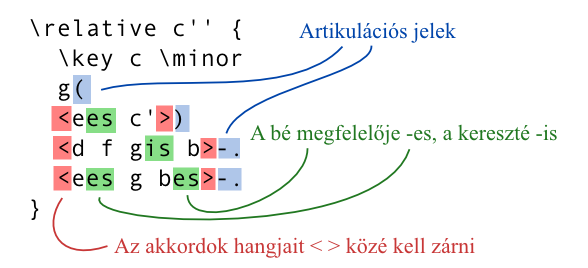 \relative c'' {
Artikulációs jelek
\key c \minor
g(
<ees c'>)
A bé megfelelője -es, a kereszté -is
<d f gis b>-.
<ees g bes>-.
}
Az akkordok hangjait < > közé kell zárni